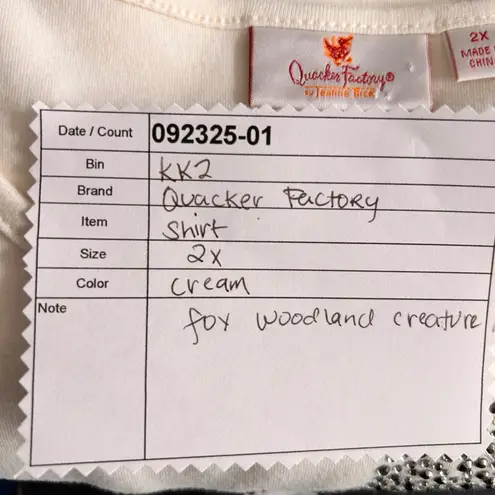 Quacker Factory®
by Jeanne Bice
2X
MADE
CHIN
Date / Count 092325-01
Bin KK2
Brand Quacker Factory
Item Shirt
Size 2x
Color cream
Note fox woodland creature